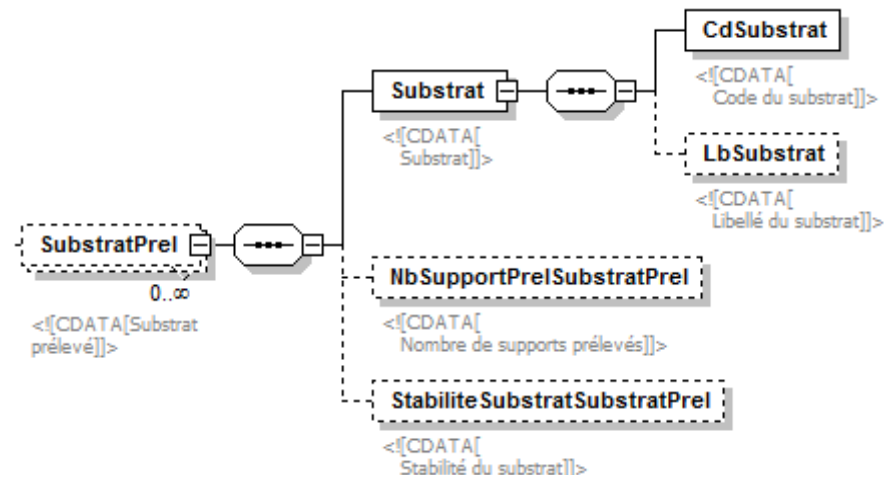 CdSubstrat
<![CDATA[
Code du substrat]]>
Substrat
<![CDATA[
Substrat]]>
LbSubstrat
<![CDATA[
Libellé du substrat]]>
SubstratPrel
0..∞
<![CDATA[Substrat
prélevé]]>
NbSupportPrelSubstratPrel
<![CDATA[
Nombre de supports prélevés]]>
StabiliteSubstratSubstratPrel
<![CDATA[
Stabilité du substrat]]>